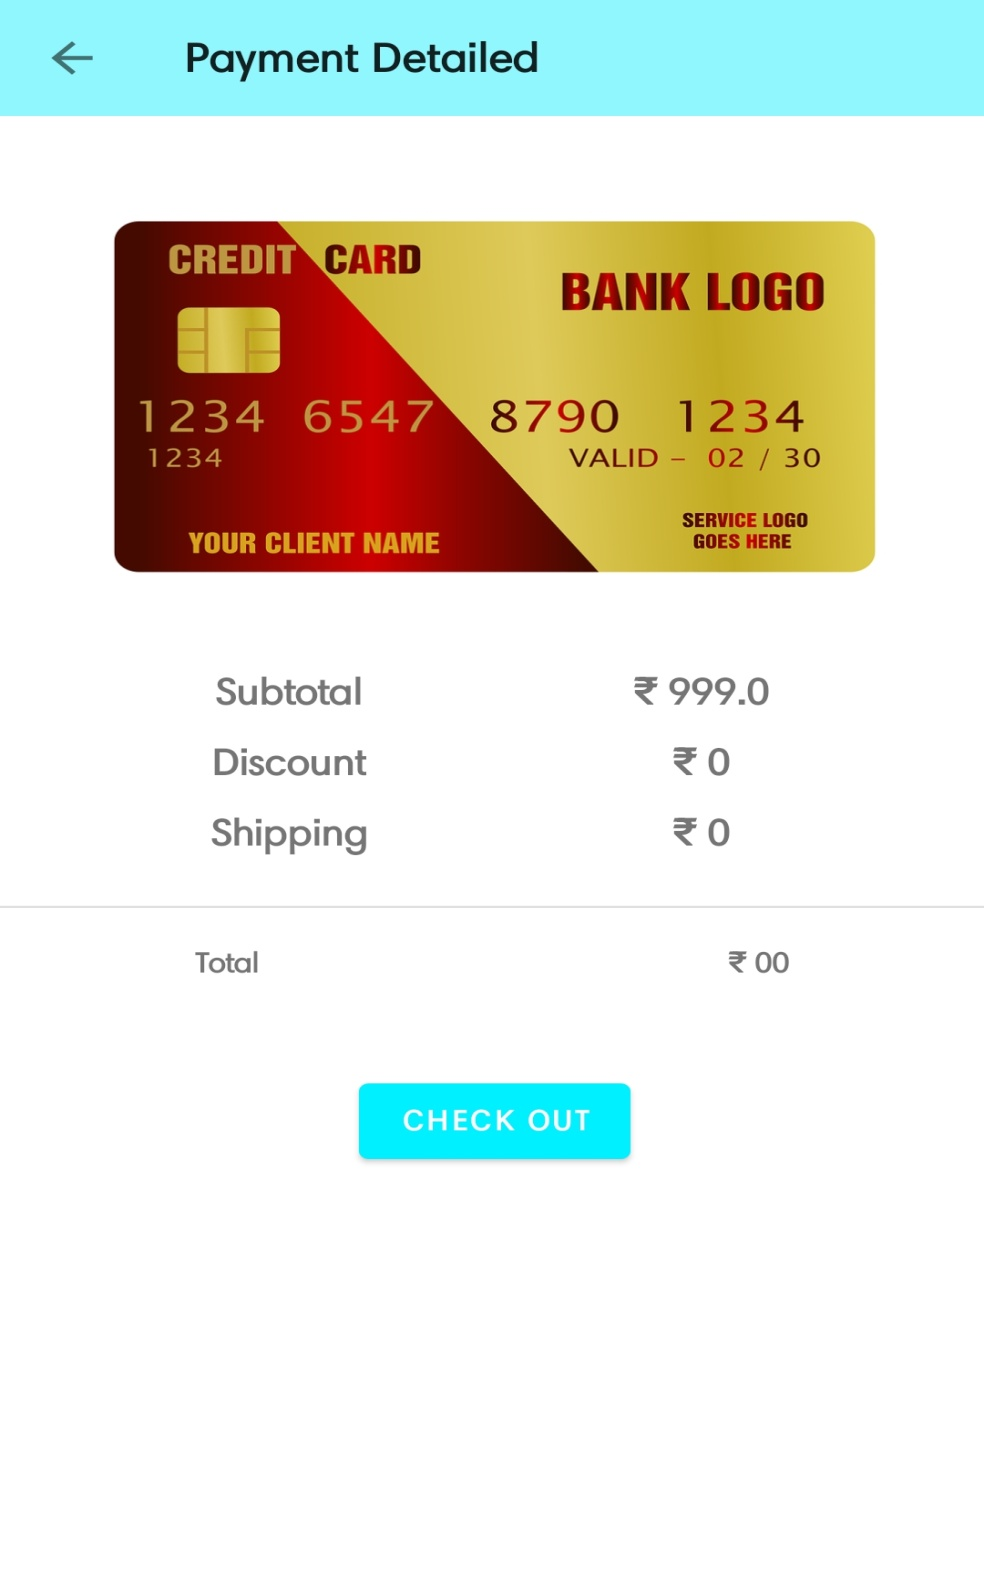 Payment Detailed
CREDIT CARD
BANK LOGO
1234 6547 8790 1234
1234 VALID – 02 / 30
SERVICE LOGO
GOES HERE
YOUR CLIENT NAME
Subtotal ₹ 999.0
Discount ₹ 0
Shipping ₹ 0
Total ₹ 00
CHECK OUT